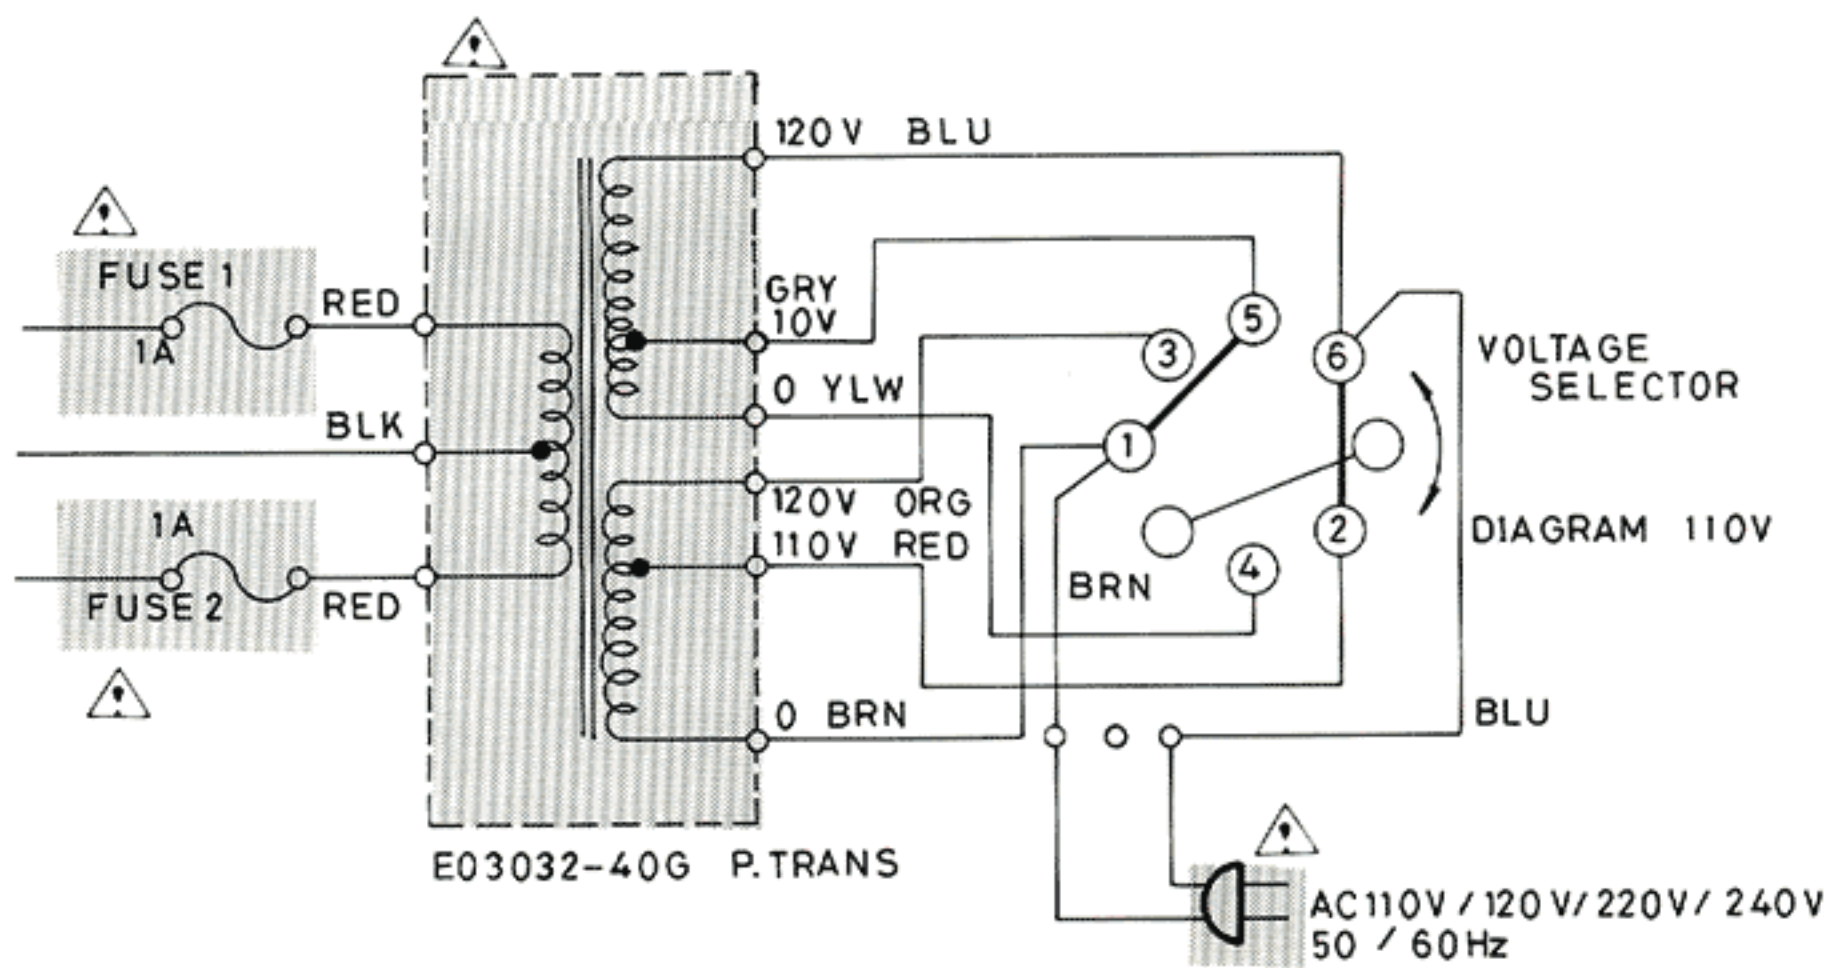 120V BLU
FUSE 1
1A
RED
GRY
10V
0 YLW
BLK
120V ORG
110V RED
1A
FUSE 2
RED
0 BRN
5
3
6
1
2
4
VOLTAGE
SELECTOR
DIAGRAM 110V
BRN
BLU
E03032-40G P.TRANS
AC110V/120V/220V/240V
50/60Hz